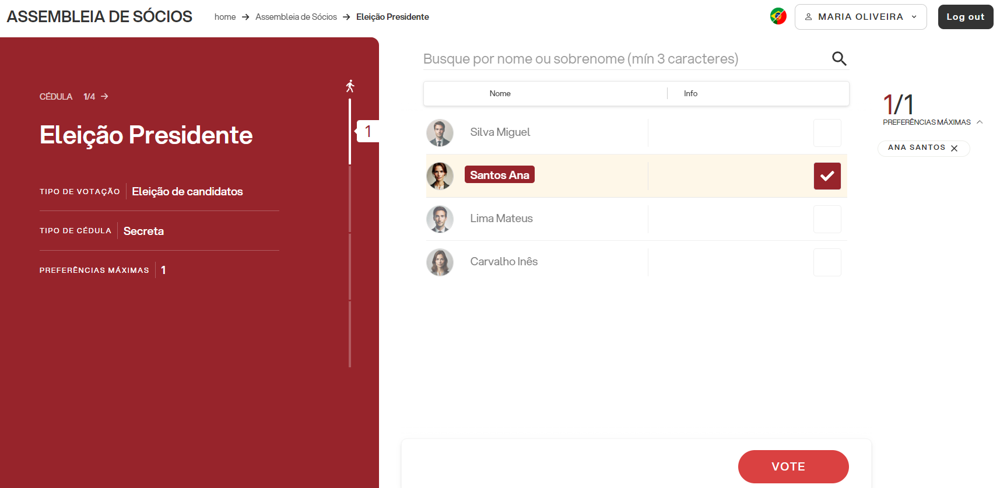 ASSEMBLEIA DE SÓCIOS
home → Assembleia de Sócios → Eleição Presidente
MARIA OLIVEIRA
Log out
CÉDULA 1/4 →
Eleição Presidente
1
TIPO DE VOTAÇÃO Eleição de candidatos
TIPO DE CÉDULA Secreta
PREFERÊNCIAS MÁXIMAS 1
Busque por nome ou sobrenome (mín 3 caracteres)
Nome Info
Silva Miguel
Santos Ana
Lima Mateus
Carvalho Inês
1/1
PREFERÊNCIAS MÁXIMAS
ANA SANTOS
VOTE